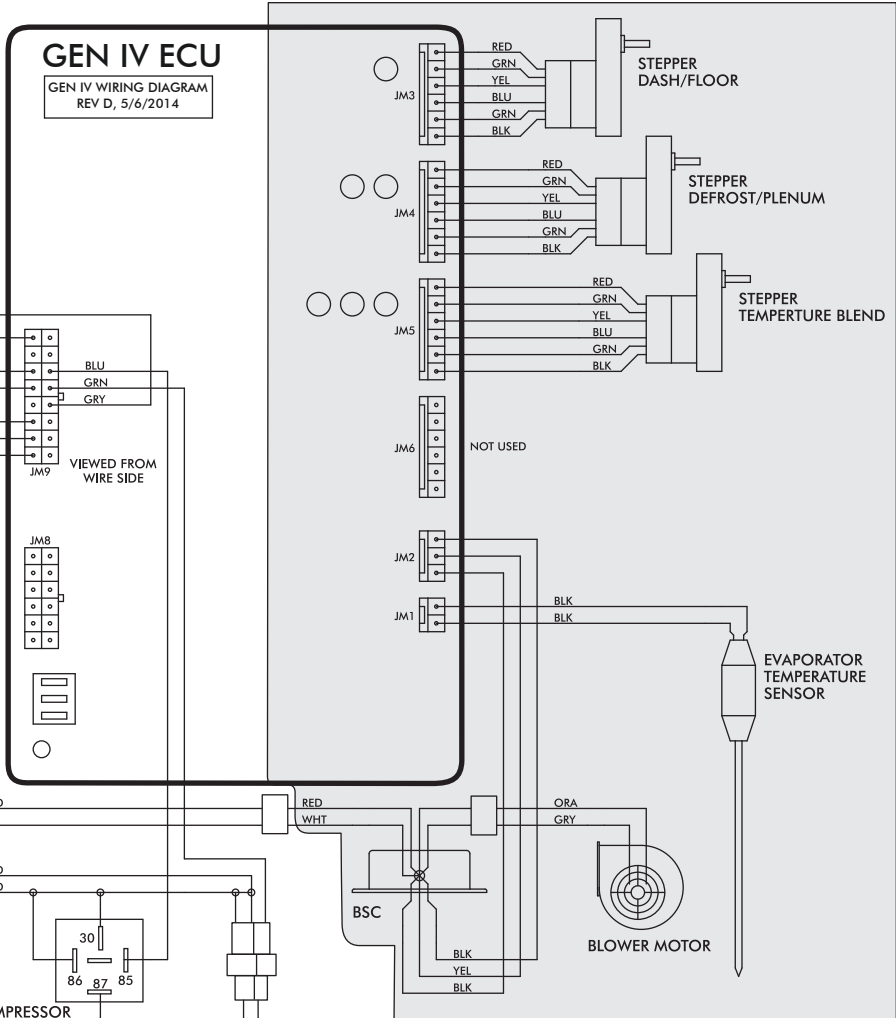 GEN IV ECU
GEN IV WIRING DIAGRAM
REV D, 5/6/2014
JM3
RED
GRN
YEL
BLU
GRN
BLK
STEPPER
DASH/FLOOR
JM4
RED
GRN
YEL
BLU
GRN
BLK
STEPPER
DEFROST/PLENUM
JM5
RED
GRN
YEL
BLU
GRN
BLK
STEPPER
TEMPERTURE BLEND
BLU
GRN
GRY
JM9
VIEWED FROM
WIRE SIDE
JM6
NOT USED
JM8
JM2
JM1
BLK
BLK
EVAPORATOR
TEMPERATURE
SENSOR
RED
WHT
ORA
GRY
BSC
BLOWER MOTOR
BLK
YEL
BLK
30
86
87
85
MPRESSOR